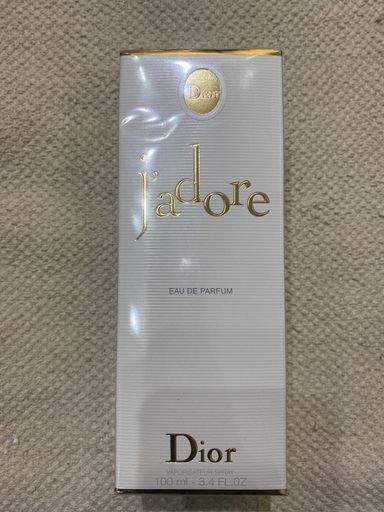 Dior
j'adore
EAU DE PARFUM
Dior
VAPORISATEUR SPRAY
100 ml - 3.4 FL.OZ